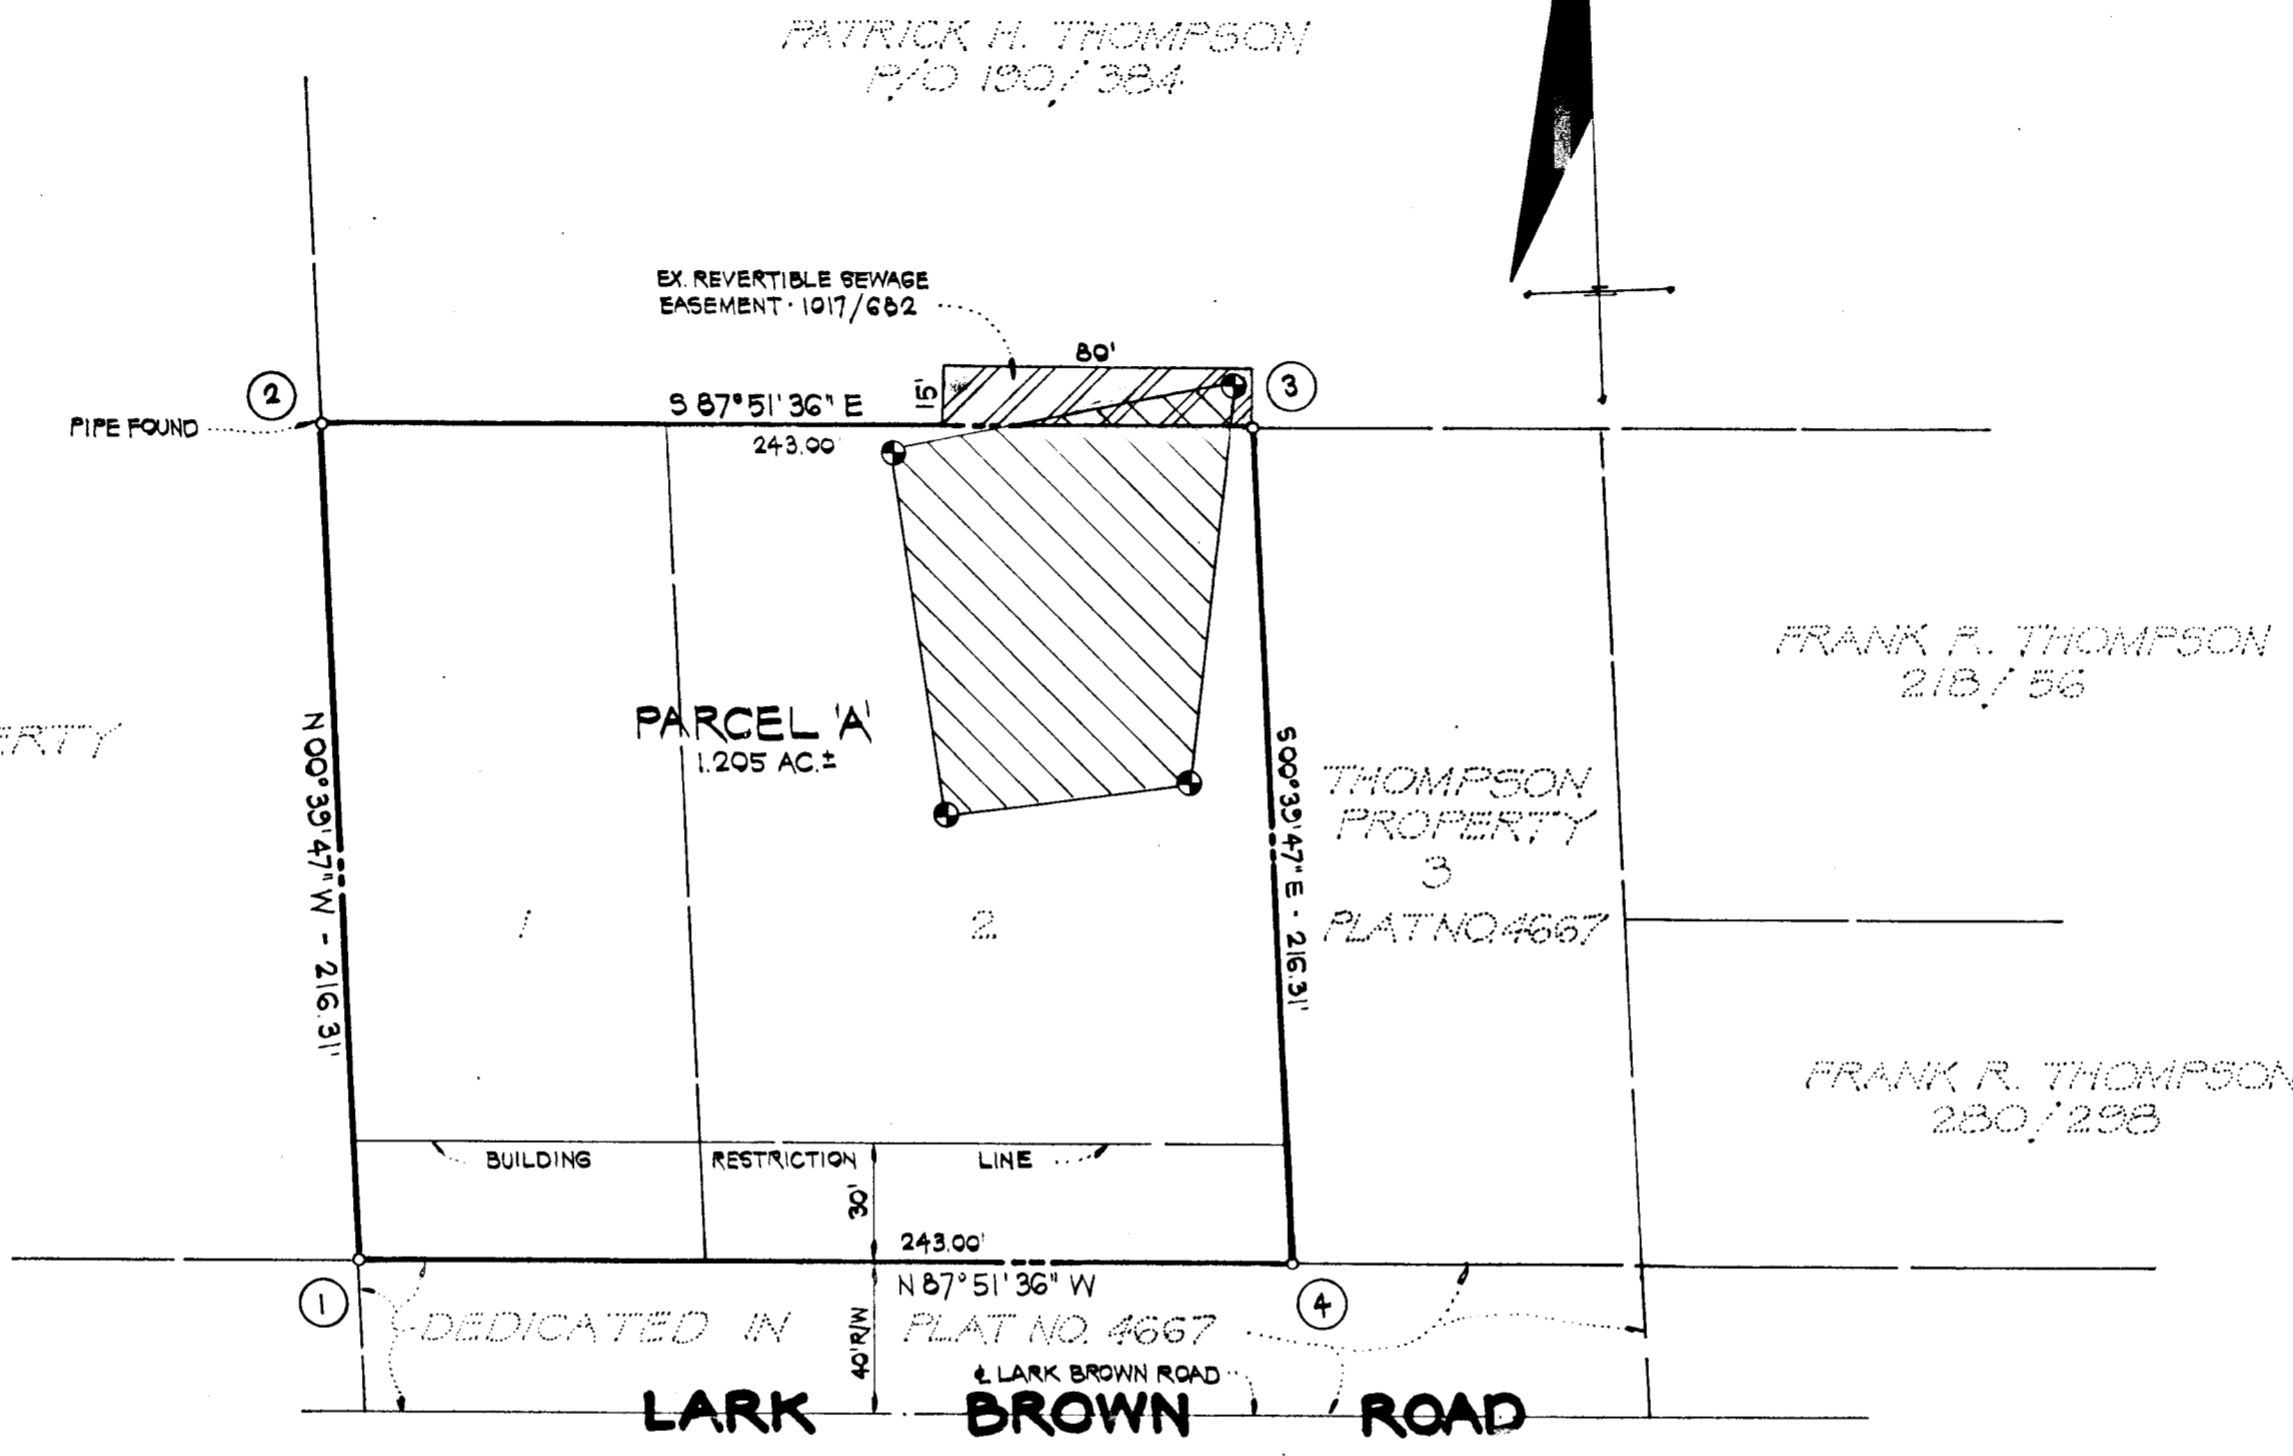 PATRICK H. THOMPSON
P/O 190/384
EX. REVERTIBLE SEWAGE
EASEMENT · 1017/682
80'
15'
2
3
S 87°51'36" E
243.00'
PIPE FOUND
FRANK R. THOMPSON
218/56
PARCEL 'A'
1.205 AC.±
N 00°39'47" W - 216.31'
S00°39'47" E - 216.31'
THOMPSON
PROPERTY
3
PLAT NO. 4667
1
2
FRANK R. THOMPSON
280/298
BUILDING RESTRICTION LINE
30'
243.00'
N 87°51'36" W
1
4
DEDICATED IN PLAT NO. 4667
40' R/W
℄ LARK BROWN ROAD
LARK BROWN ROAD